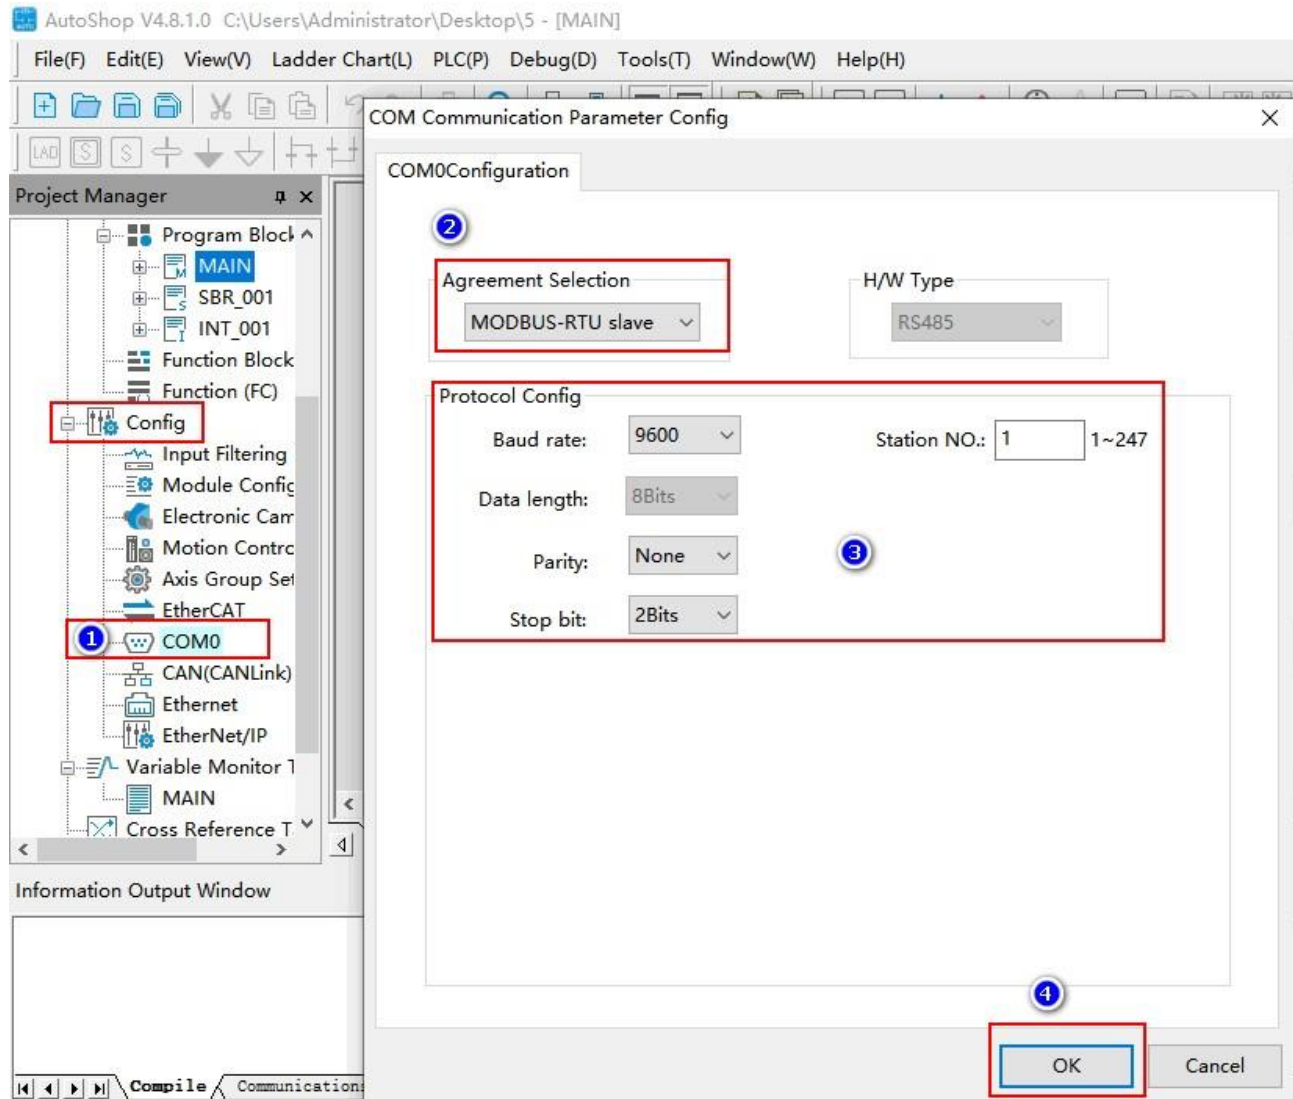 AutoShop V4.8.1.0 C:\Users\Administrator\Desktop\5 - [MAIN]
File(F) Edit(E) View(V) Ladder Chart(L) PLC(P) Debug(D) Tools(T) Window(W) Help(H)
LAD S S
Project Manager
Program Block
MAIN
SBR_001
INT_001
Function Block
Function (FC)
Config
Input Filtering
Module Config
Electronic Cam
Motion Contro
Axis Group Set
EtherCAT
1 COM0
CAN(CANLink)
Ethernet
EtherNet/IP
Variable Monitor T
MAIN
Cross Reference T
Information Output Window
Compile Communications
COM Communication Parameter Config
COM0Configuration
2
Agreement Selection
MODBUS-RTU slave
H/W Type
RS485
Protocol Config
Baud rate: 9600
Station NO.: 1 1~247
Data length: 8Bits
Parity: None
3
Stop bit: 2Bits
4
OK Cancel